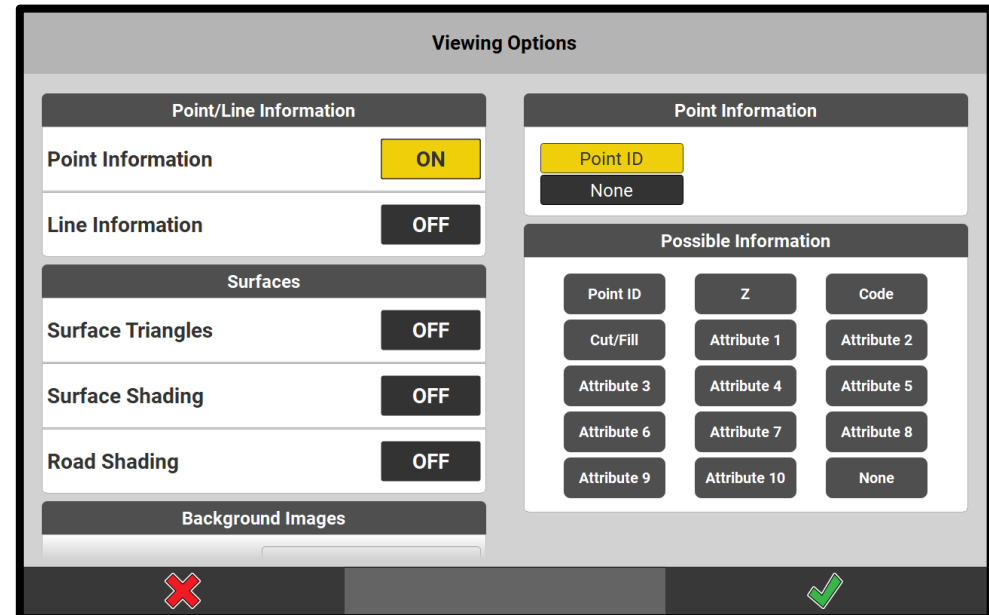 Viewing Options
Point/Line Information
Point Information ON
Line Information OFF
Surfaces
Surface Triangles OFF
Surface Shading OFF
Road Shading OFF
Background Images
Point Information
Point ID
None
Possible Information
Point ID Z Code
Cut/Fill Attribute 1 Attribute 2
Attribute 3 Attribute 4 Attribute 5
Attribute 6 Attribute 7 Attribute 8
Attribute 9 Attribute 10 None